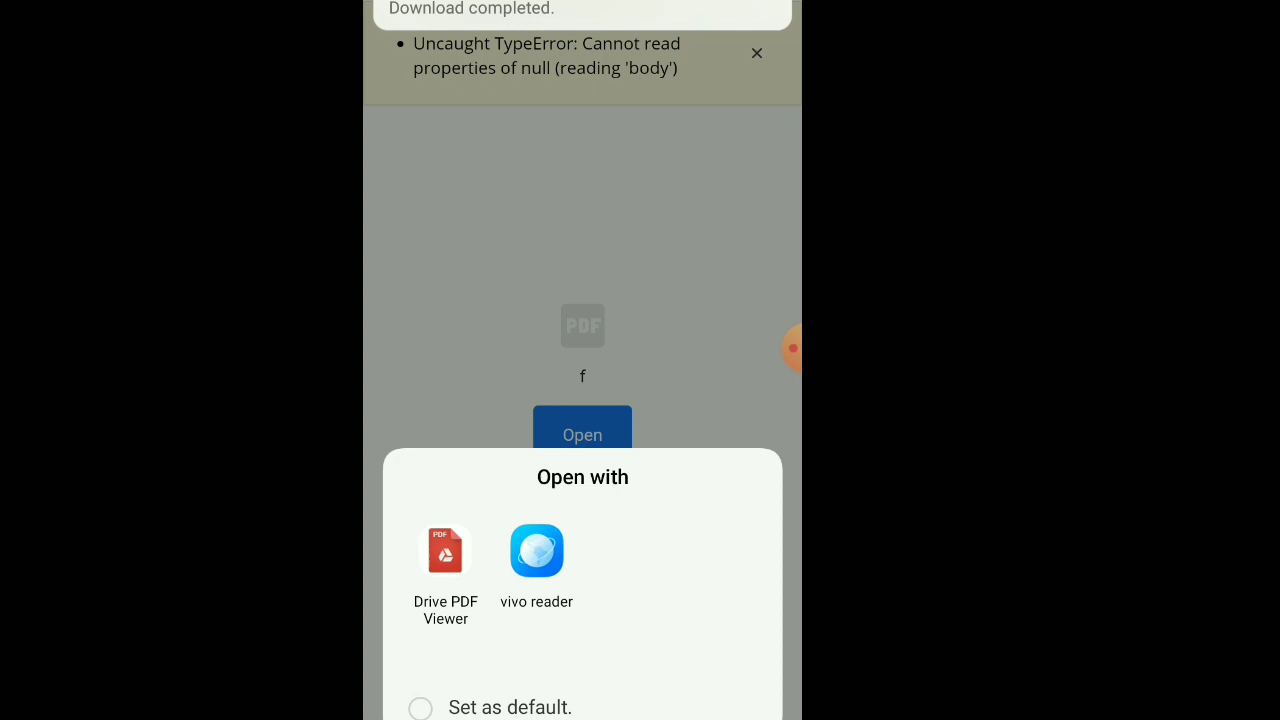 Download completed.
• Uncaught TypeError: Cannot read
properties of null (reading 'body')
×
PDF
f
Open
Open with
PDF
Drive PDF
Viewer
vivo reader
Set as default.